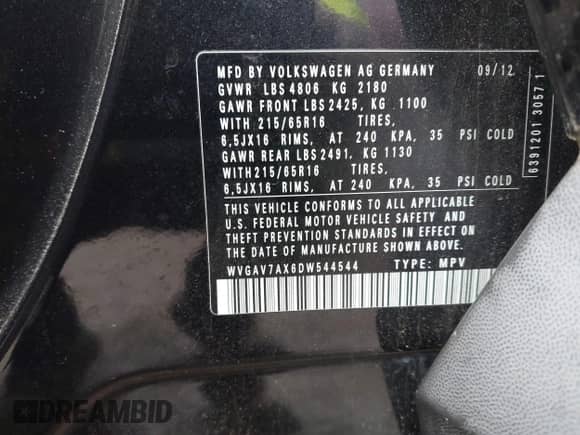 MFD BY VOLKSWAGEN AG GERMANY 09/12
GVWR LBS 4806 KG 2180
GAWR FRONT LBS 2425, KG 1100
WITH 215/65R16 TIRES,
6,5JX16 RIMS, AT 240 KPA, 35 PSI COLD
GAWR REAR LBS 2491, KG 1130
WITH 215/65R16 TIRES,
6,5JX16 RIMS, AT 240 KPA, 35 PSI COLD
THIS VEHICLE CONFORMS TO ALL APPLICABLE
U.S. FEDERAL MOTOR VEHICLE SAFETY AND
THEFT PREVENTION STANDARDS IN EFFECT ON
THE DATE OF MANUFACTURE SHOWN ABOVE.
WVGAV7AX6DW544544 TYPE: MPV
63912013057 1
DREAMBID